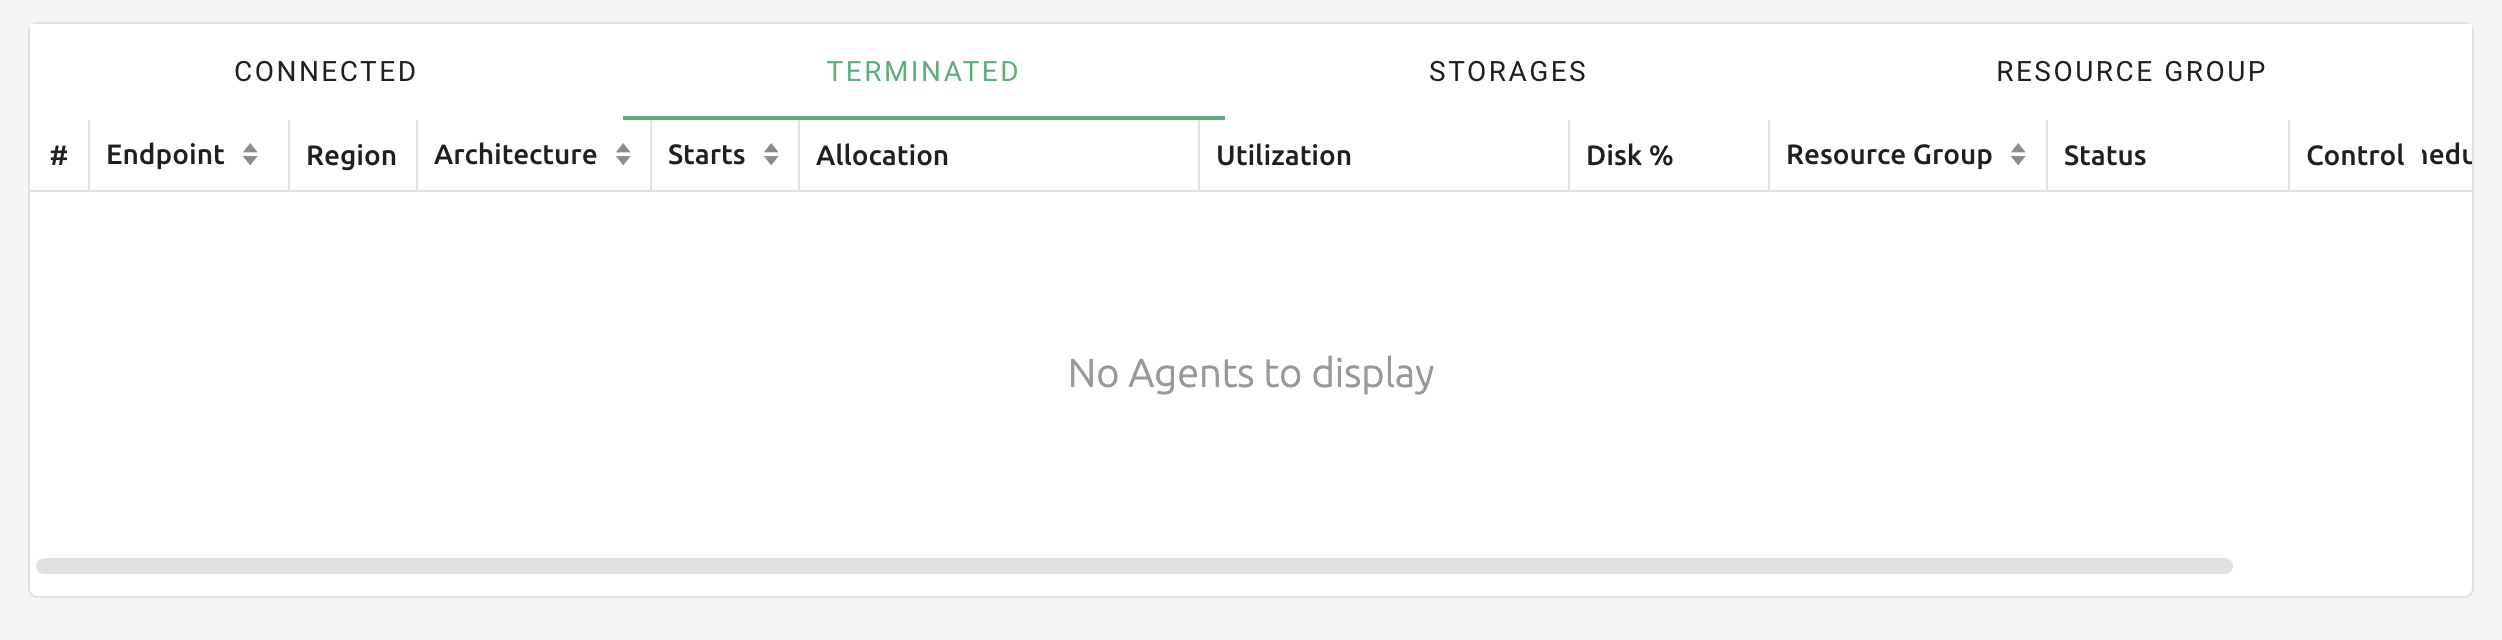 CONNECTED TERMINATED STORAGES RESOURCE GROUP
# Endpoint Region Architecture Starts Allocation Utilization Disk % Resource Group Status Control
No Agents to display